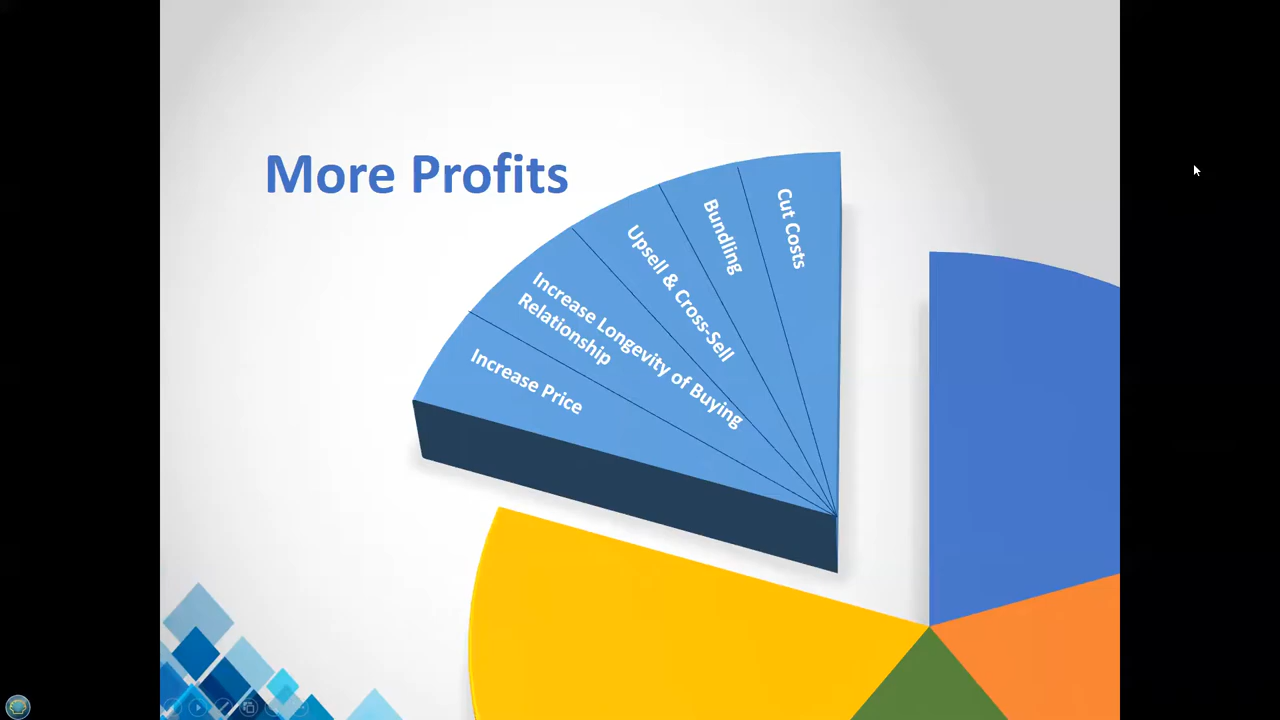 More Profits
Cut Costs
Bundling
Upsell & Cross-Sell
Increase Longevity of Buying
Relationship
Increase Price